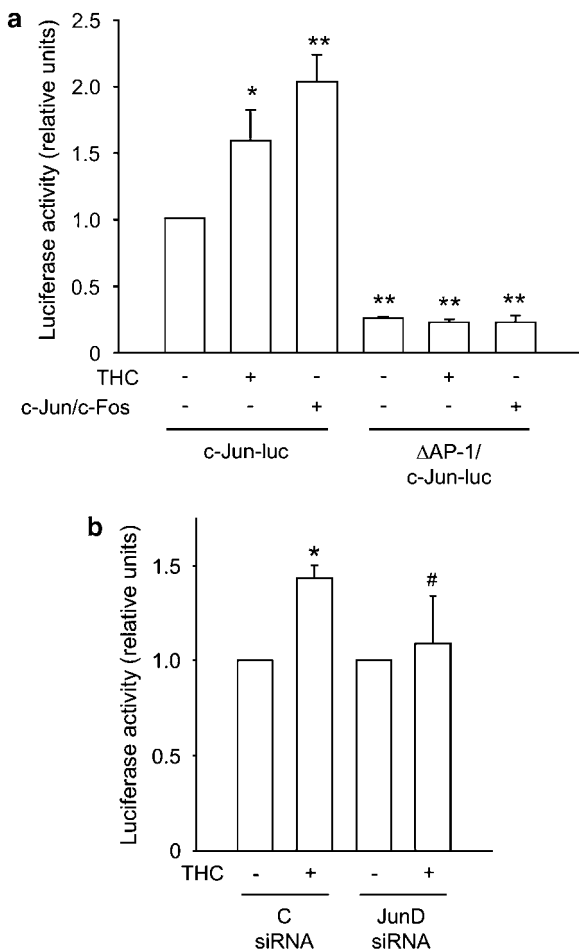 a
Luciferase activity (relative units)
2.5
2.0
1.5
1.0
0.5
0
*
**
**
**
**
THC - + - - + -
c-Jun/c-Fos - - + - - +
c-Jun-luc
ΔAP-1/
c-Jun-luc
b
Luciferase activity (relative units)
1.5
1.0
0.5
0
*
#
THC - + - +
C
siRNA
JunD
siRNA